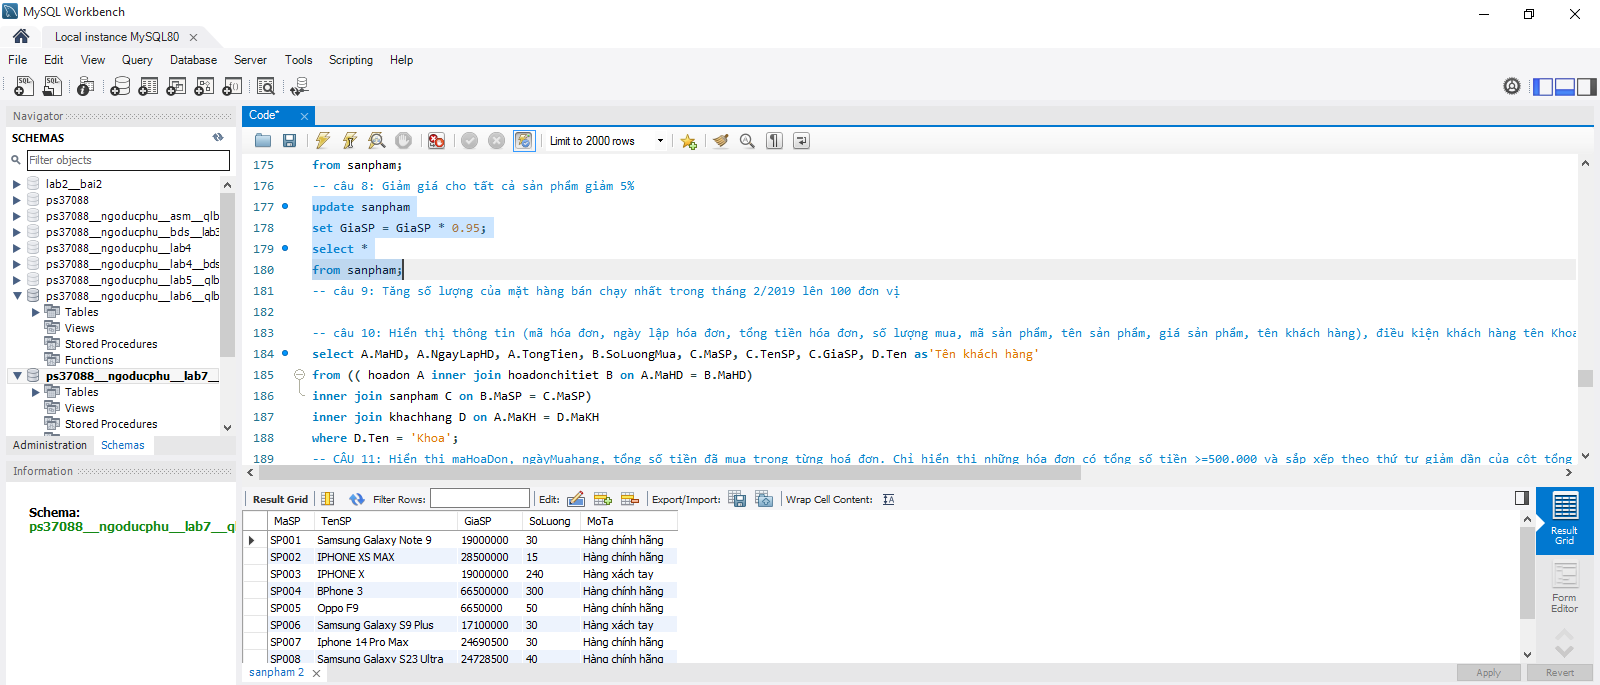 MySQL Workbench
Local instance MySQL80
File Edit View Query Database Server Tools Scripting Help
Navigator
SCHEMAS
Filter objects
lab2__bai2
ps37088
ps37088__ngoducphu__asm__qlb
ps37088__ngoducphu__bds__lab3
ps37088__ngoducphu__lab4
ps37088__ngoducphu__lab4__bds
ps37088__ngoducphu__lab5__qlb
ps37088__ngoducphu__lab6__qlb
Tables
Views
Stored Procedures
Functions
ps37088__ngoducphu__lab7__
Tables
Views
Stored Procedures
Administration Schemas
Information
Schema:
ps37088__ngoducphu__lab7__q
Code*
Limit to 2000 rows
175 from sanpham;
176 -- câu 8: Giảm giá cho tất cả sản phẩm giảm 5%
177 update sanpham
178 set GiaSP = GiaSP * 0.95;
179 select *
180 from sanpham;
181 -- câu 9: Tăng số lượng của mặt hàng bán chạy nhất trong tháng 2/2019 lên 100 đơn vị
182
183 -- câu 10: Hiển thị thông tin (mã hóa đơn, ngày lập hóa đơn, tổng tiền hóa đơn, số lượng mua, mã sản phẩm, tên sản phẩm, giá sản phẩm, tên khách hàng), điều kiện khách hàng tên Khoa
184 select A.MaHD, A.NgayLapHD, A.TongTien, B.SoLuongMua, C.MaSP, C.TenSP, C.GiaSP, D.Ten as'Tên khách hàng'
185 from (( hoadon A inner join hoadonchitiet B on A.MaHD = B.MaHD)
186 inner join sanpham C on B.MaSP = C.MaSP)
187 inner join khachhang D on A.MaKH = D.MaKH
188 where D.Ten = 'Khoa';
189 -- CÂU 11: Hiển thị maHoaDon, ngàyMuahang, tổng số tiền đã mua trong từng hoá đơn. Chỉ hiển thị những hóa đơn có tổng số tiền >=500.000 và sắp xếp theo thứ tự giảm dần của cột tổng
Result Grid Filter Rows: Edit: Export/Import: Wrap Cell Content:
MaSP TenSP GiaSP SoLuong MoTa
SP001 Samsung Galaxy Note 9 19000000 30 Hàng chính hãng
SP002 IPHONE XS MAX 28500000 15 Hàng chính hãng
SP003 IPHONE X 19000000 240 Hàng xách tay
SP004 BPhone 3 66500000 300 Hàng chính hãng
SP005 Oppo F9 6650000 50 Hàng chính hãng
SP006 Samsung Galaxy S9 Plus 17100000 30 Hàng xách tay
SP007 Iphone 14 Pro Max 24690500 30 Hàng chính hãng
SP008 Samsung Galaxy S23 Ultra 24728500 40 Hàng chính hãng
sanpham 2
Result
Grid
Form
Editor
Apply Revert